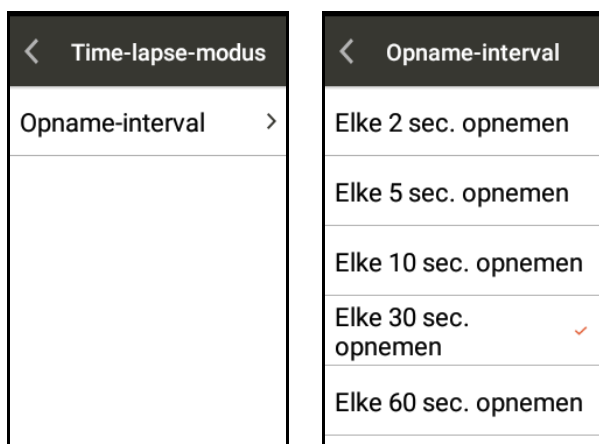 Time-lapse-modus
Opname-interval
Opname-interval
Elke 2 sec. opnemen
Elke 5 sec. opnemen
Elke 10 sec. opnemen
Elke 30 sec.
opnemen
Elke 60 sec. opnemen